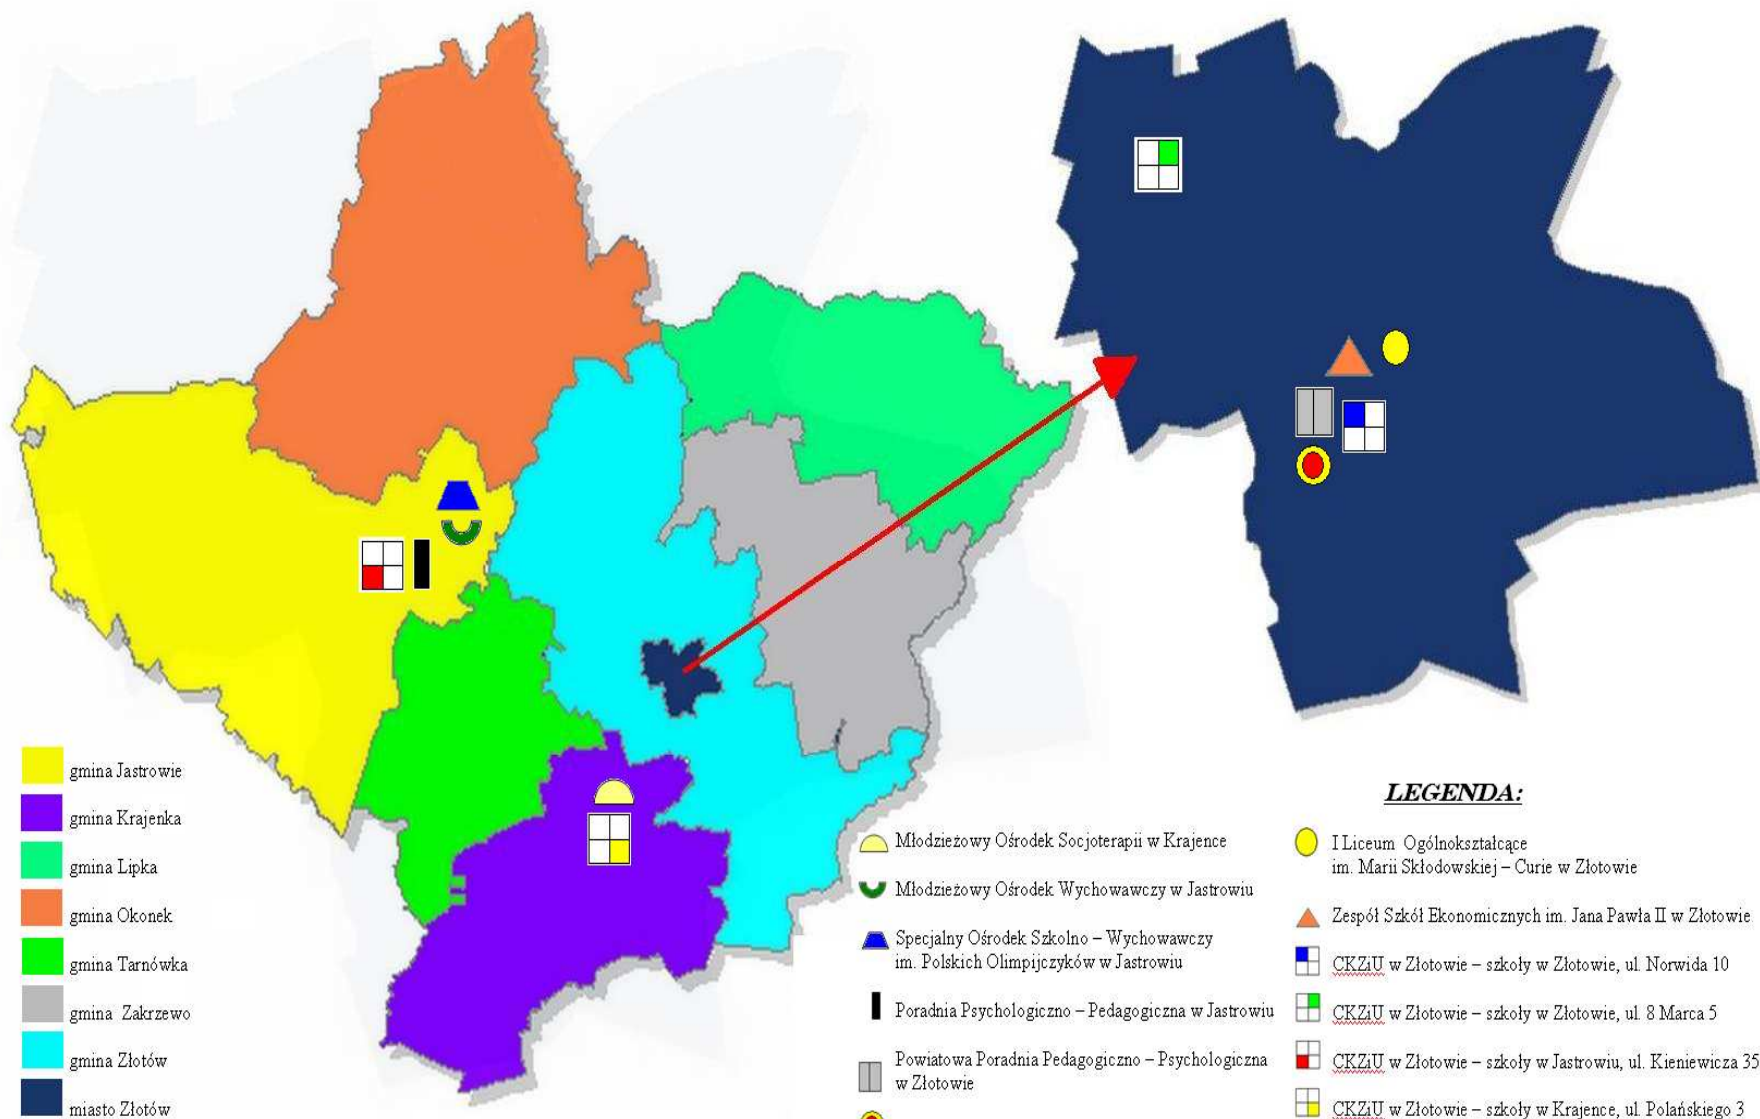 gmina Jastrowie
gmina Krajenka
gmina Lipka
gmina Okonek
gmina Tarnówka
gmina Zakrzewo
gmina Złotów
miasto Złotów
Młodzieżowy Ośrodek Socjoterapii w Krajence
Młodzieżowy Ośrodek Wychowawczy w Jastrowiu
Specjalny Ośrodek Szkolno – Wychowawczy
im. Polskich Olimpijczyków w Jastrowiu
Poradnia Psychologiczno – Pedagogiczna w Jastrowiu
Powiatowa Poradnia Pedagogiczno – Psychologiczna
w Złotowie
LEGENDA:
I Liceum Ogólnokształcące
im. Marii Skłodowskiej – Curie w Złotowie
Zespół Szkół Ekonomicznych im. Jana Pawła II w Złotowie
CKZiU w Złotowie – szkoły w Złotowie, ul. Norwida 10
CKZiU w Złotowie – szkoły w Złotowie, ul. 8 Marca 5
CKZiU w Złotowie – szkoły w Jastrowiu, ul. Kieniewicza 35
CKZiU w Złotowie – szkoły w Krajence, ul. Polańskiego 3